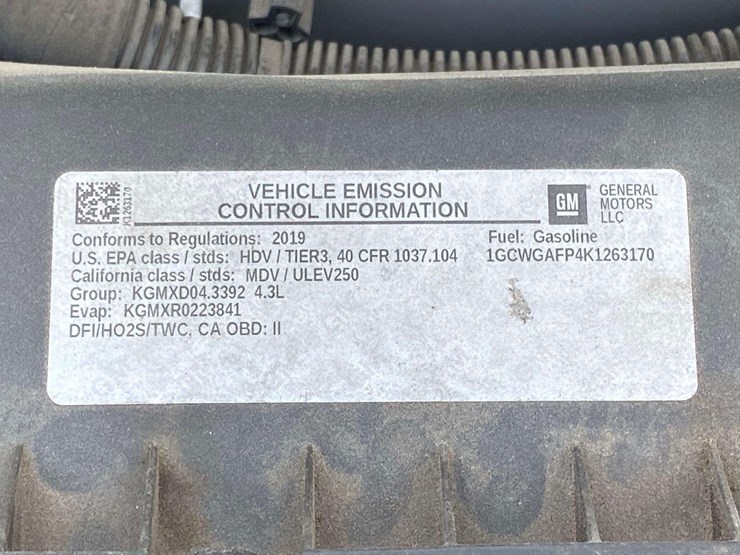 VEHICLE EMISSION
CONTROL INFORMATION
GM
GENERAL
MOTORS
LLC
K1263170
Conforms to Regulations: 2019
Fuel: Gasoline
U.S. EPA class / stds: HDV / TIER3, 40 CFR 1037.104
1GCWGAFP4K1263170
California class / stds: MDV / ULEV250
Group: KGMXD04.3392 4.3L
Evap: KGMXR0223841
DFI/HO2S/TWC, CA OBD: II